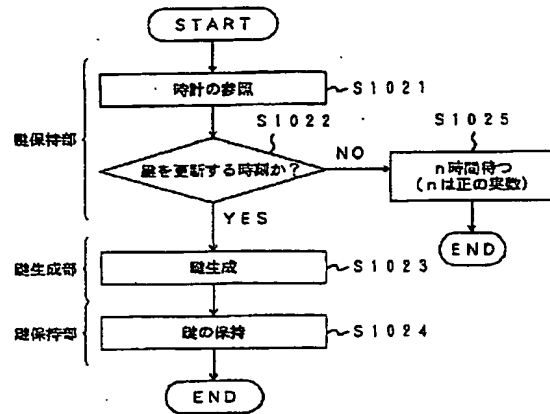 START
時計の参照
S1021
S1022
鍵保持部
鍵を更新する時刻か?
NO
S1025
n時間待つ
(nは正の実数)
END
YES
鍵生成部
鍵生成
S1023
鍵保持部
鍵の保持
S1024
END